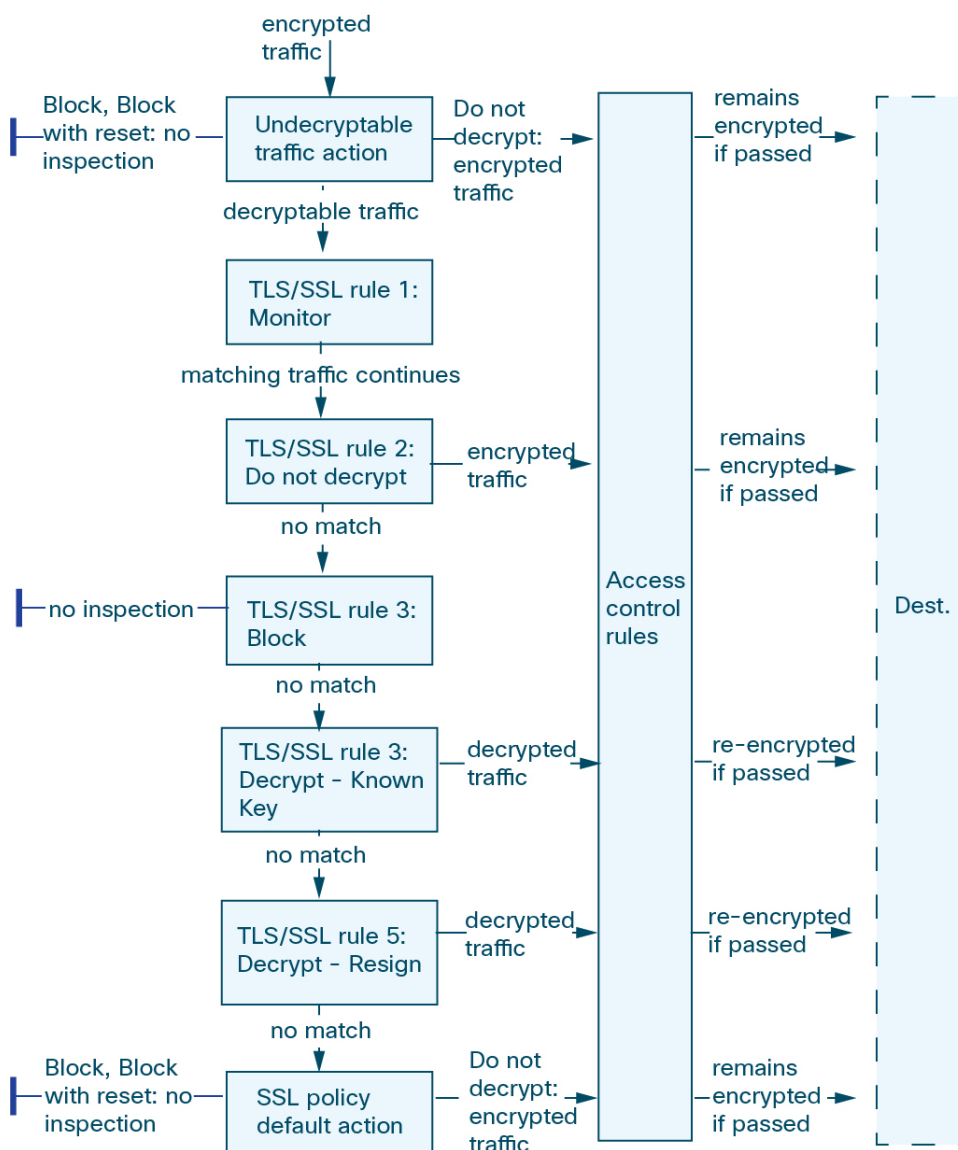 encrypted
traffic
Block, Block
with reset: no
inspection
Undecryptable
traffic action
Do not
decrypt:
encrypted
traffic
remains
encrypted
if passed
decryptable traffic
TLS/SSL rule 1:
Monitor
matching traffic continues
TLS/SSL rule 2:
Do not decrypt
encrypted
traffic
remains
encrypted
if passed
no match
no inspection
TLS/SSL rule 3:
Block
Access
control
rules
Dest.
no match
TLS/SSL rule 3:
Decrypt - Known
Key
decrypted
traffic
re-encrypted
if passed
no match
TLS/SSL rule 5:
Decrypt - Resign
decrypted
traffic
re-encrypted
if passed
no match
Block, Block
with reset: no
inspection
SSL policy
default action
Do not
decrypt:
encrypted
traffic
remains
encrypted
if passed